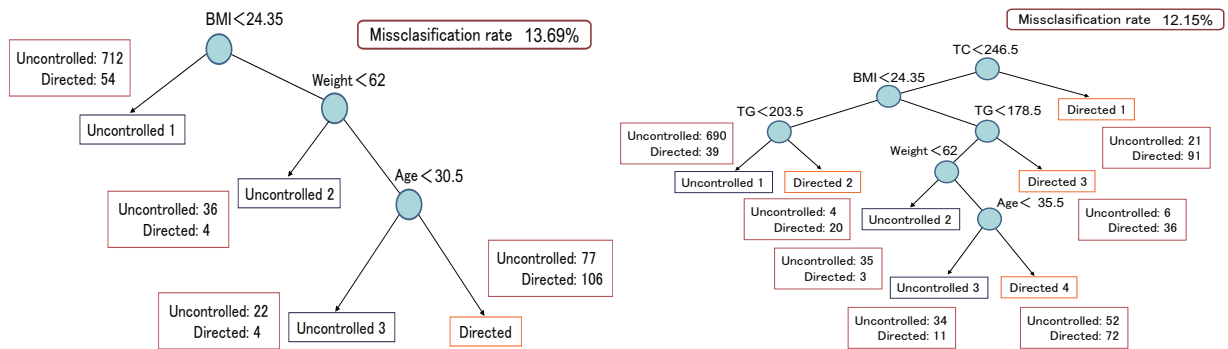 BMI<24.35
Missclasification rate 13.69%
Uncontrolled: 712
Directed: 54
Weight<62
Uncontrolled 1
Uncontrolled 2
Age<30.5
Uncontrolled: 36
Directed: 4
Uncontrolled: 77
Directed: 106
Uncontrolled: 22
Directed: 4
Uncontrolled 3
Directed
Missclasification rate 12.15%
TC<246.5
BMI<24.35
Directed 1
TG<203.5
TG<178.5
Uncontrolled: 690
Directed: 39
Uncontrolled: 21
Directed: 91
Weight<62
Uncontrolled 1
Directed 2
Directed 3
Uncontrolled: 4
Directed: 20
Uncontrolled 2
Age< 35.5
Uncontrolled: 6
Directed: 36
Uncontrolled: 35
Directed: 3
Uncontrolled 3
Directed 4
Uncontrolled: 34
Directed: 11
Uncontrolled: 52
Directed: 72